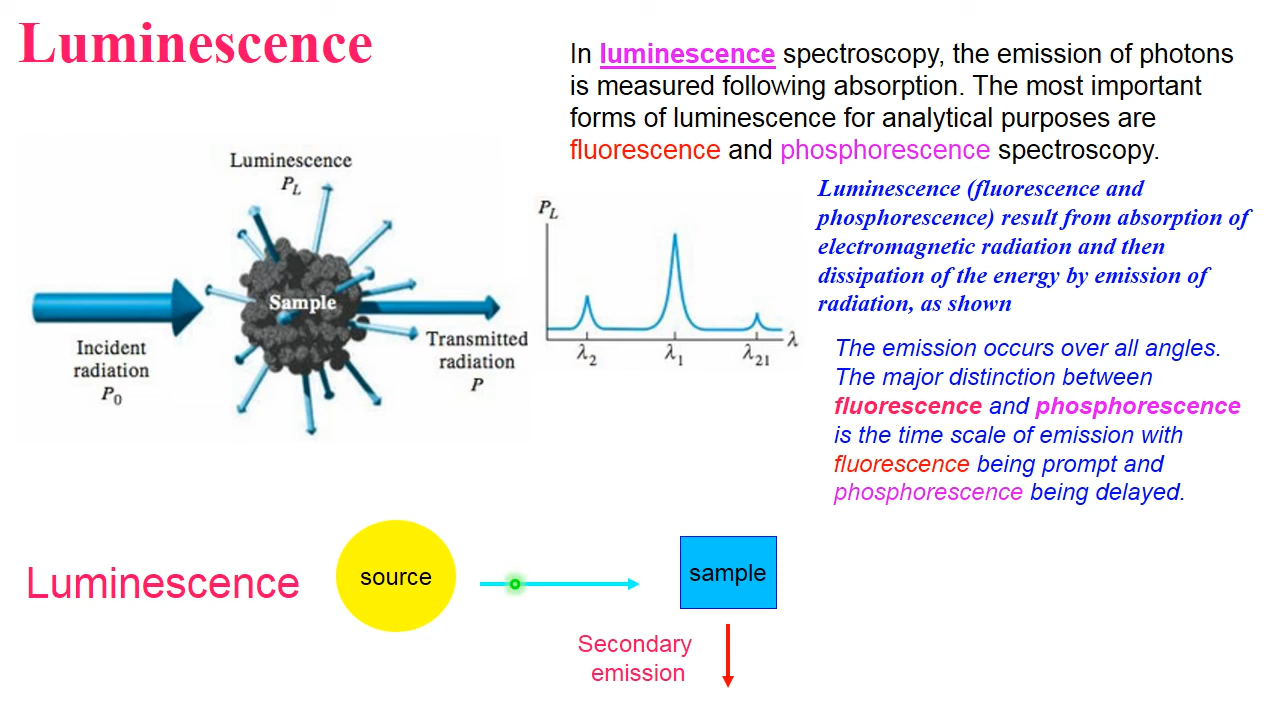 Luminescence
In luminescence spectroscopy, the emission of photons
is measured following absorption. The most important
forms of luminescence for analytical purposes are
fluorescence and phosphorescence spectroscopy.
Luminescence
P_L
Sample
Incident
radiation
P_0
Transmitted
radiation
P
P_L
λ_2
λ_1
λ_21
λ
Luminescence (fluorescence and
phosphorescence) result from absorption of
electromagnetic radiation and then
dissipation of the energy by emission of
radiation, as shown
The emission occurs over all angles.
The major distinction between
fluorescence and phosphorescence
is the time scale of emission with
fluorescence being prompt and
phosphorescence being delayed.
Luminescence
source
sample
Secondary
emission